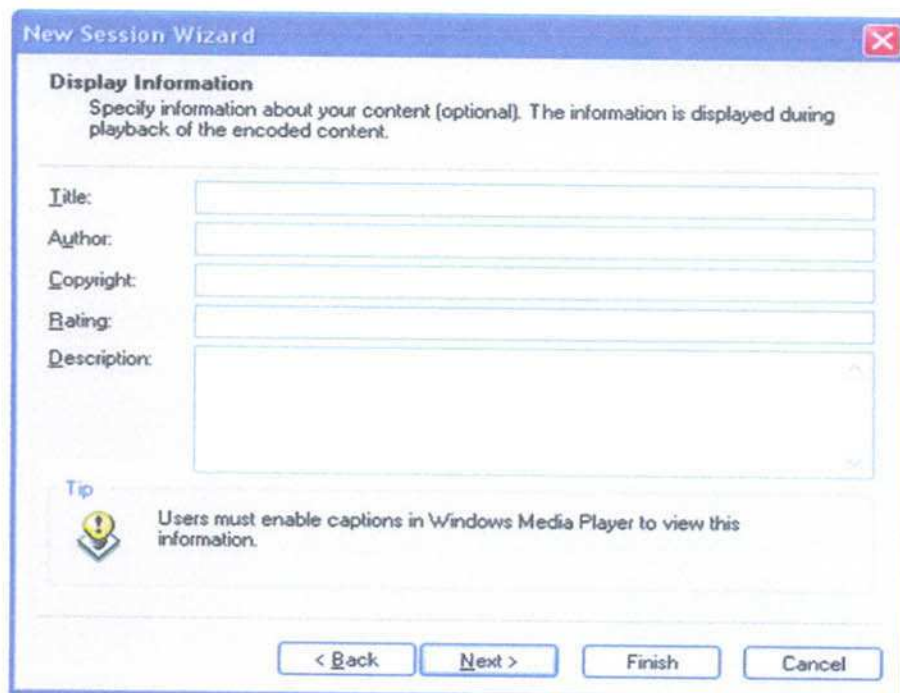 New Session Wizard
Display Information
Specify information about your content (optional). The information is displayed during
playback of the encoded content.
Title:
Author:
Copyright:
Rating:
Description:
Tip
Users must enable captions in Windows Media Player to view this
information.
< Back
Next >
Finish
Cancel